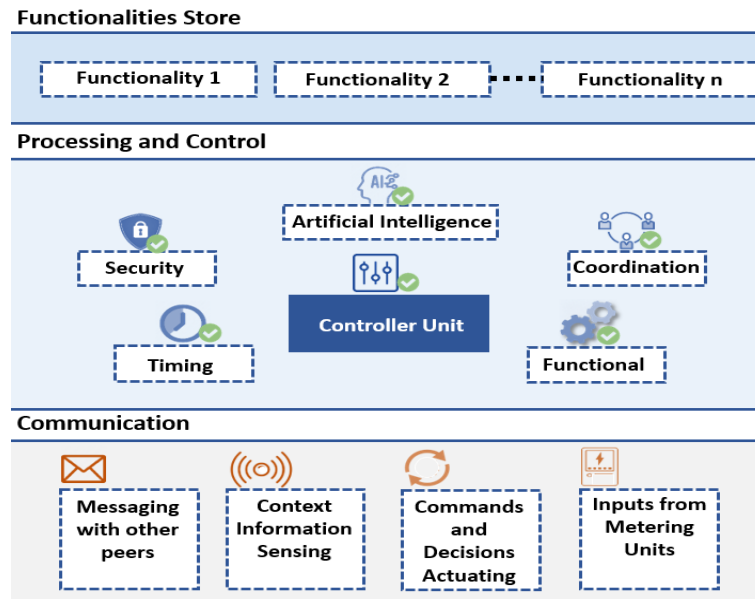 Functionalities Store
Functionality 1
Functionality 2
Functionality n
Processing and Control
AI
Artificial Intelligence
Security
Coordination
Controller Unit
Timing
Functional
Communication
Messaging
with other
peers
Context
Information
Sensing
Commands
and
Decisions
Actuating
Inputs from
Metering
Units